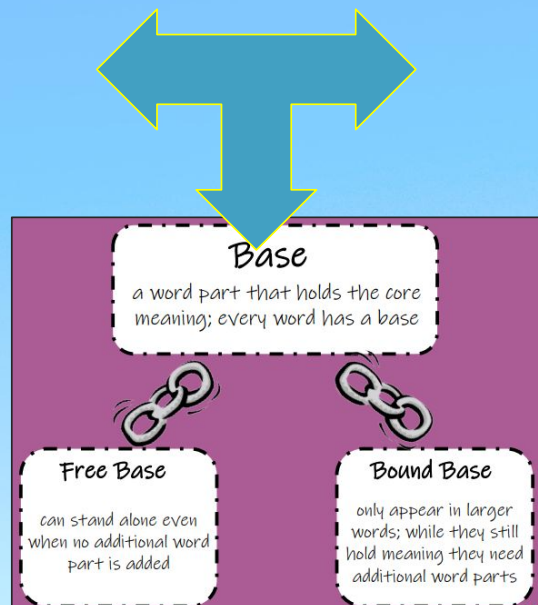 Base
a word part that holds the core
meaning; every word has a base
Free Base
can stand alone even
when no additional word
part is added
Bound Base
only appear in larger
words; while they still
hold meaning they need
additional word parts